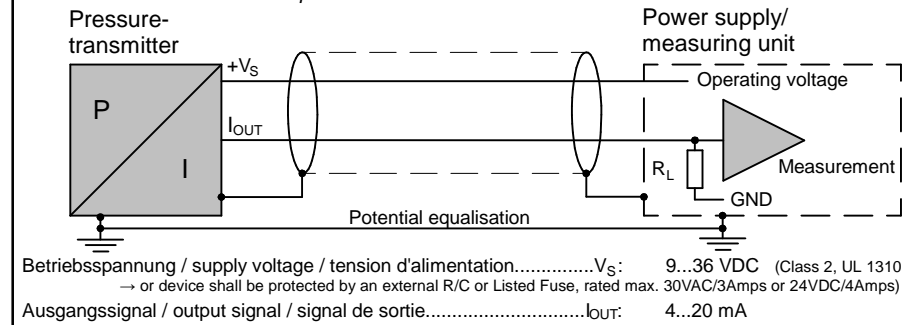 Pressure-
transmitter
Power supply/
measuring unit
+VS
Operating voltage
P
IOUT
I
RL
Measurement
GND
Potential equalisation
Betriebsspannung / supply voltage / tension d'alimentation...............VS: 9...36 VDC (Class 2, UL 1310
→ or device shall be protected by an external R/C or Listed Fuse, rated max. 30VAC/3Amps or 24VDC/4Amps)
Ausgangssignal / output signal / signal de sortie..............................IOUT: 4...20 mA